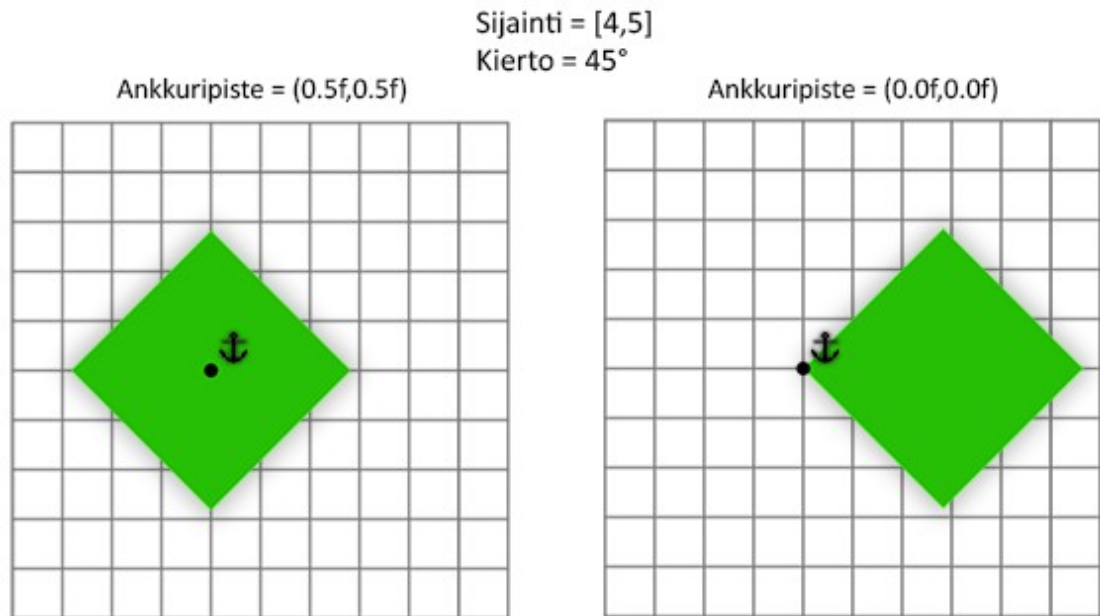 Sijainti = [4,5]
Kierto = 45°
Ankkuripiste = (0.5f,0.5f)
Ankkuripiste = (0.0f,0.0f)